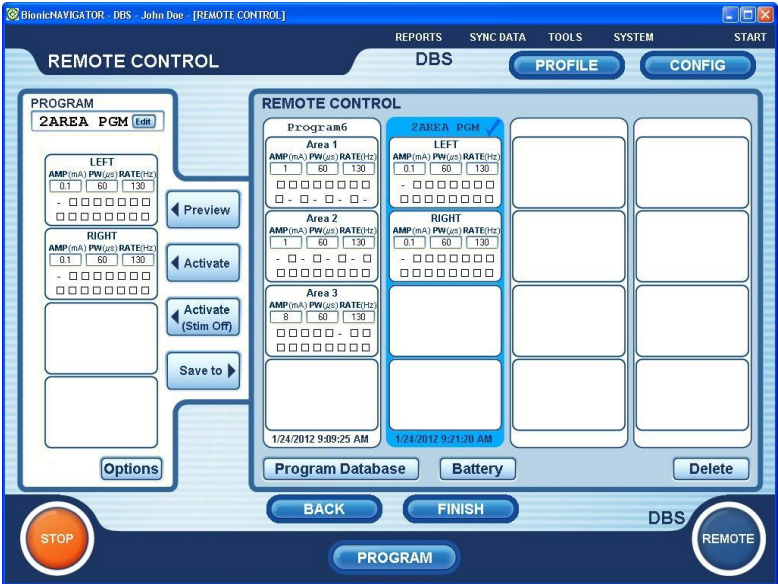 BionicNAVIGATOR - DBS - John Doe - [REMOTE CONTROL]
REPORTS SYNC DATA TOOLS SYSTEM START
REMOTE CONTROL DBS PROFILE CONFIG
PROGRAM
2AREA PGM Edit
LEFT
AMP(mA) PW(µs) RATE(Hz)
0.1 60 130
-
RIGHT
AMP(mA) PW(µs) RATE(Hz)
0.1 60 130
-
Options
Preview
Activate
Activate
(Stim Off)
Save to
REMOTE CONTROL
Program6
Area 1
AMP(mA) PW(µs) RATE(Hz)
1 60 130
- - - -
Area 2
AMP(mA) PW(µs) RATE(Hz)
1 60 130
- - - -
Area 3
AMP(mA) PW(µs) RATE(Hz)
8 60 130
-
1/24/2012 9:09:25 AM
2AREA PGM
LEFT
AMP(mA) PW(µs) RATE(Hz)
0.1 60 130
-
RIGHT
AMP(mA) PW(µs) RATE(Hz)
0.1 60 130
-
1/24/2012 9:21:20 AM
Program Database Battery Delete
BACK FINISH
STOP
PROGRAM
DBS
REMOTE